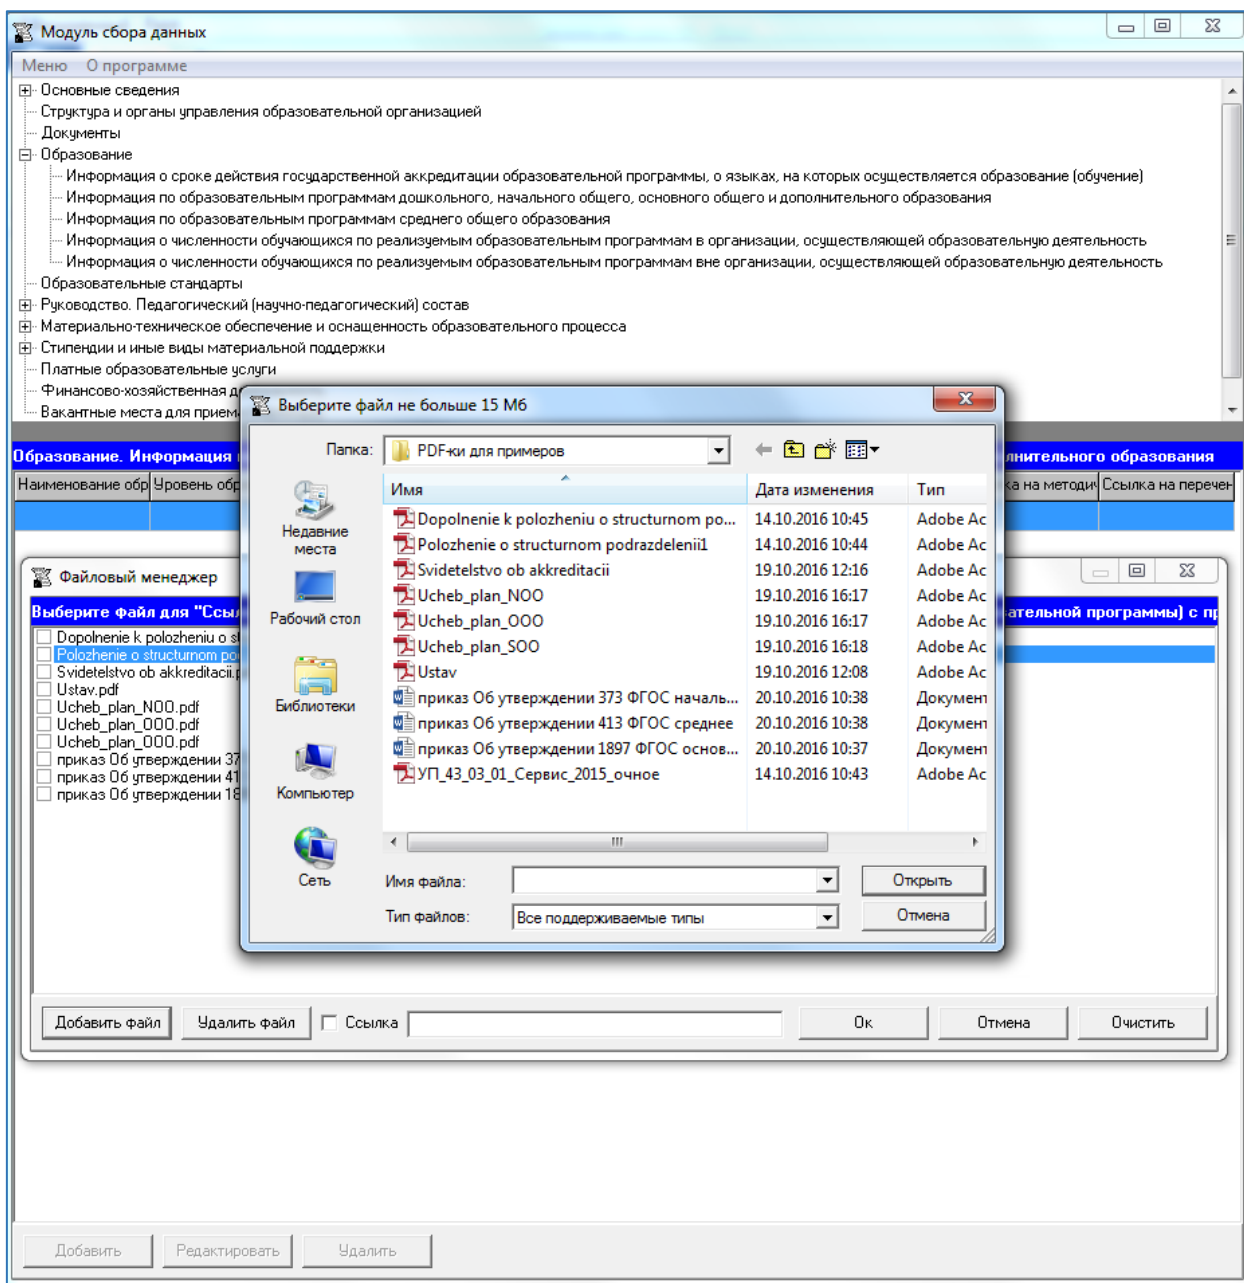 Модуль сбора данных
Меню О программе
Основные сведения
Структура и органы управления образовательной организацией
Документы
Образование
Информация о сроке действия государственной аккредитации образовательной программы, о языках, на которых осуществляется образование (обучение)
Информация по образовательным программам дошкольного, начального общего, основного общего и дополнительного образования
Информация по образовательным программам среднего общего образования
Информация о численности обучающихся по реализуемым образовательным программам в организации, осуществляющей образовательную деятельность
Информация о численности обучающихся по реализуемым образовательным программам вне организации, осуществляющей образовательную деятельность
Образовательные стандарты
Руководство. Педагогический (научно-педагогический) состав
Материально-техническое обеспечение и оснащенность образовательного процесса
Стипендии и иные виды материальной поддержки
Платные образовательные услуги
Финансово-хозяйственная д
Вакантные места для прием
Выберите файл не больше 15 Мб
Папка: PDF-ки для примеров
Образование. Информация нительного образования
Наименование обр Уровень обр ка на методич Ссылка на перечен
Имя Дата изменения Тип
Недавние места
Рабочий стол
Библиотеки
Компьютер
Сеть
Dopolnenie k polozheniu o structurnom po... 14.10.2016 10:45 Adobe Ac
Polozhenie o structurnom podrazdelenii1 14.10.2016 10:44 Adobe Ac
Svidetelstvo ob akkreditacii 19.10.2016 12:16 Adobe Ac
Ucheb_plan_NOO 19.10.2016 16:17 Adobe Ac
Ucheb_plan_OOO 19.10.2016 16:17 Adobe Ac
Ucheb_plan_SOO 19.10.2016 16:18 Adobe Ac
Ustav 19.10.2016 12:08 Adobe Ac
приказ Об утверждении 373 ФГОС началь... 20.10.2016 10:38 Документ
приказ Об утверждении 413 ФГОС среднее 20.10.2016 10:38 Документ
приказ Об утверждении 1897 ФГОС основ... 20.10.2016 10:37 Документ
УП_43_03_01_Сервис_2015_очное 14.10.2016 10:43 Adobe Ac
Имя файла: Открыть
Тип файлов: Все поддерживаемые типы Отмена
Файловый менеджер
Выберите файл для "Ссыл ательной программы) с пр
Dopolnenie k polozheniu o s
Polozhenie o structurnom po
Svidetelstvo ob akkreditacii.p
Ustav.pdf
Ucheb_plan_NOO.pdf
Ucheb_plan_OOO.pdf
Ucheb_plan_OOO.pdf
приказ Об утверждении 37
приказ Об утверждении 41
приказ Об утверждении 18
Добавить файл Удалить файл Ссылка Ок Отмена Очистить
Добавить Редактировать Удалить